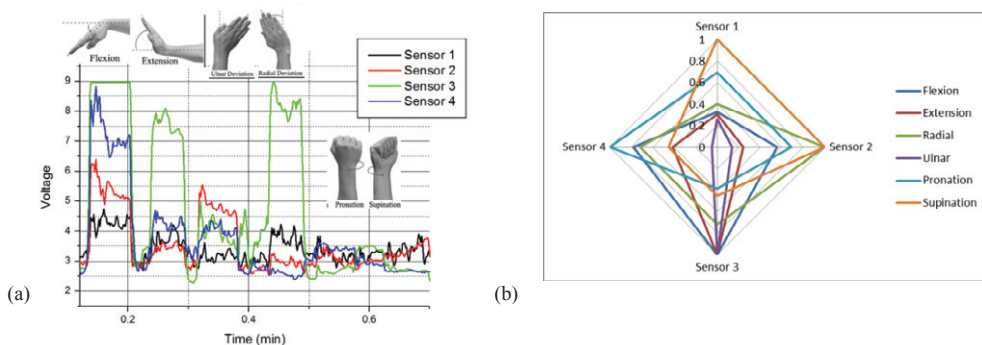 Flexion
Extension
Ulnar Deviation
Radial Deviation
Sensor 1
Sensor 2
Sensor 3
Sensor 4
Pronation
Supination
Voltage
9
8
7
6
5
4
3
2
0.2
0.4
0.6
Time (min)
(a)
Sensor 1
1
0.8
0.6
0.4
0.2
0
Sensor 4
Sensor 2
Sensor 3
Flexion
Extension
Radial
Ulnar
Pronation
Supination
(b)